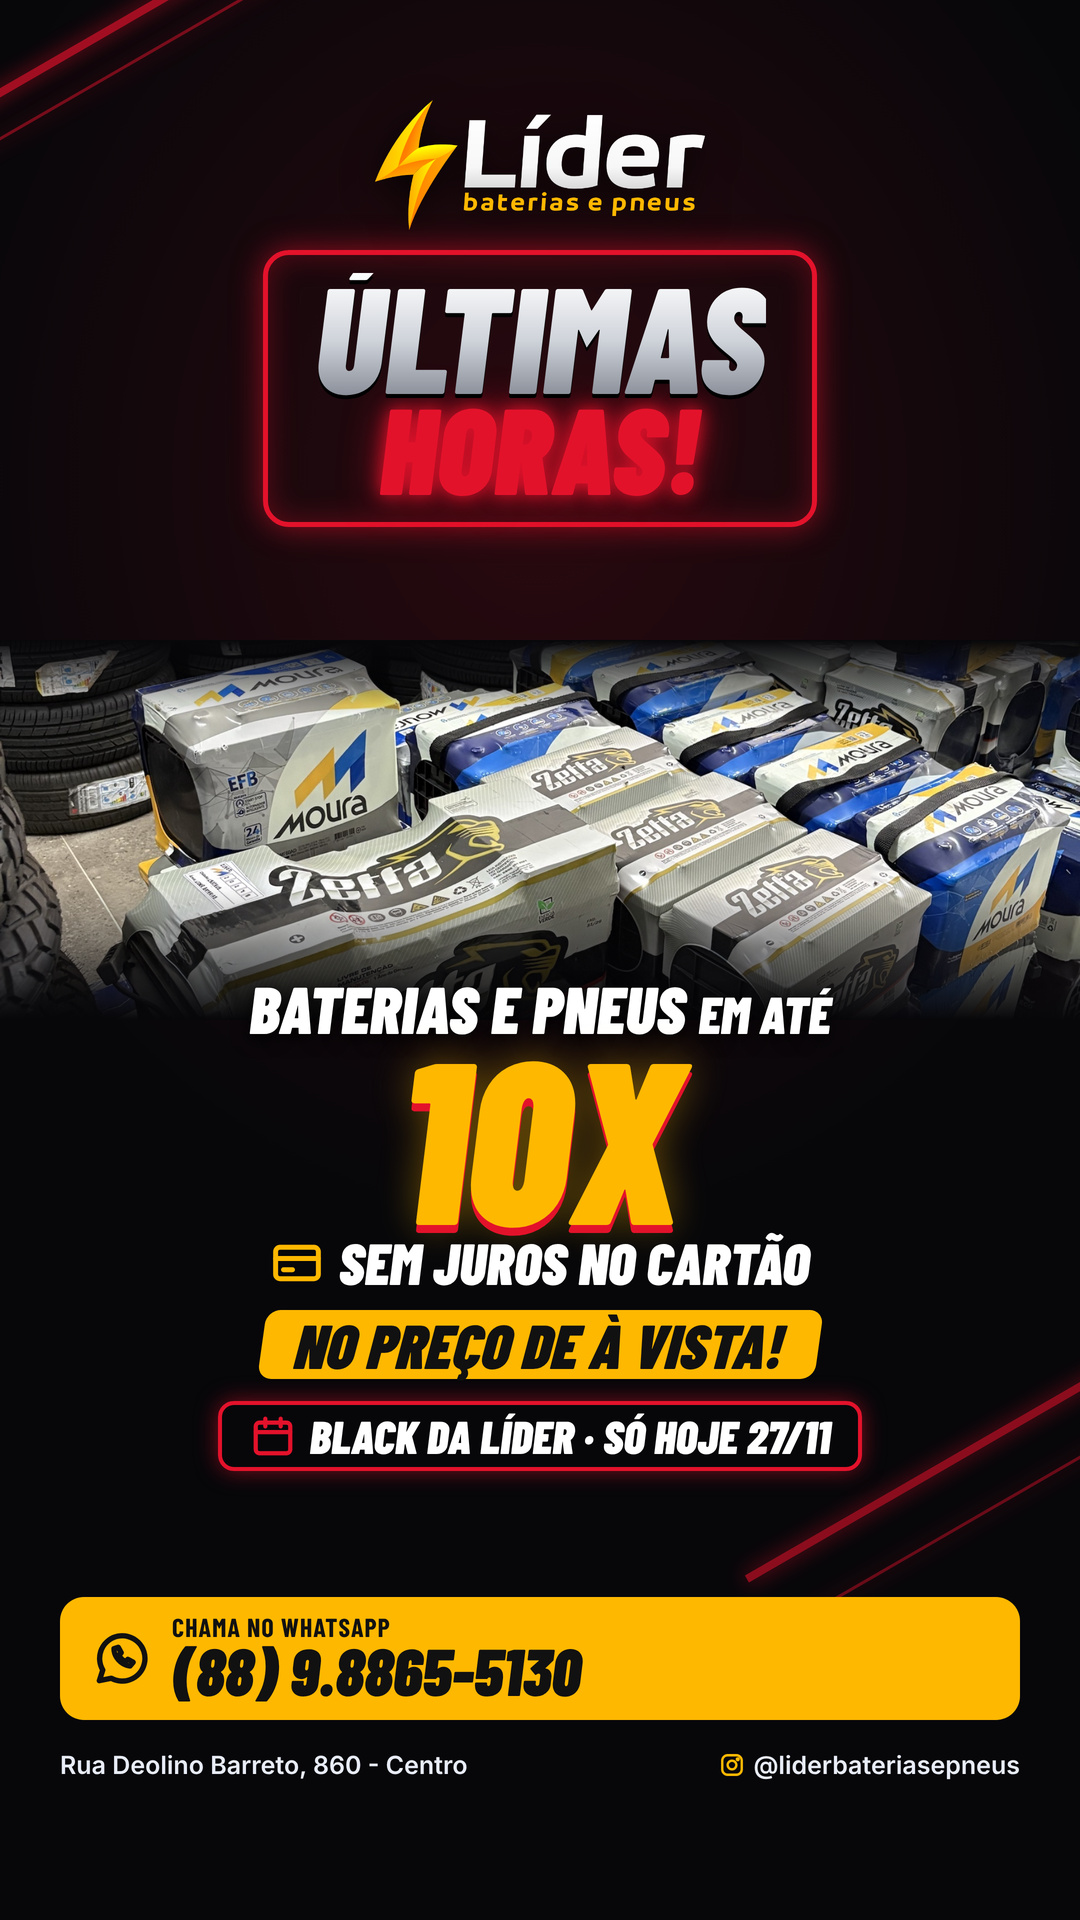 Líder
baterias e pneus
ÚLTIMAS
HORAS!
moura
Zetta
moura
Zetta
moura
EFB
moura
24
Zetta
Zetta
Zetta
moura
moura
BATERIAS E PNEUS EM ATÉ
10X
SEM JUROS NO CARTÃO
NO PREÇO DE À VISTA!
BLACK DA LÍDER · SÓ HOJE 27/11
CHAMA NO WHATSAPP
(88) 9.8865-5130
Rua Deolino Barreto, 860 - Centro
@liderbateriasepneus